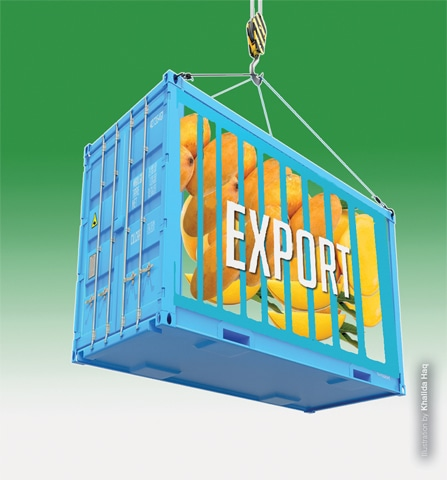 EXPORT
Illustration by Khalida Haq